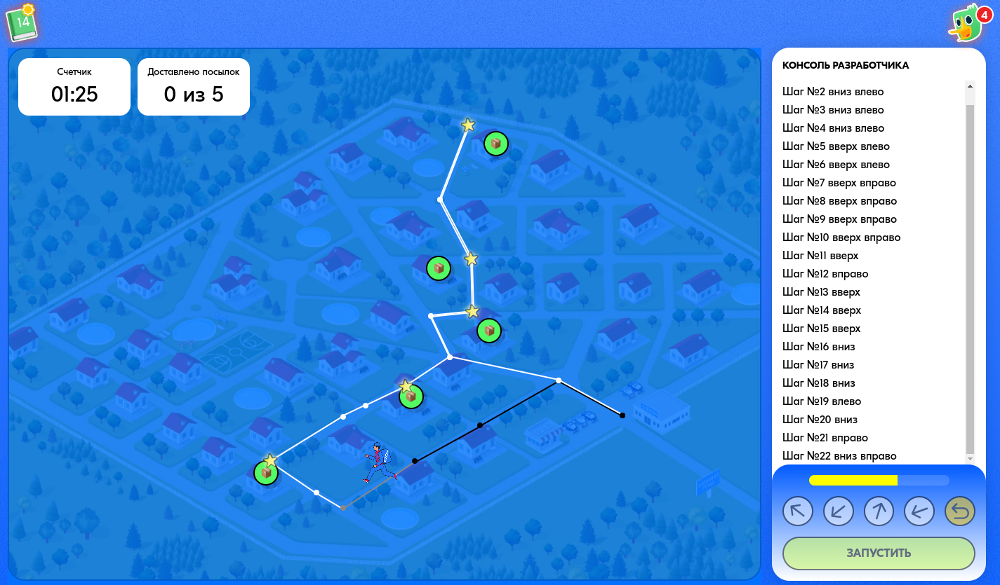 14
4
Счетчик
01:25
Доставлено посылок
0 из 5
КОНСОЛЬ РАЗРАБОТЧИКА
Шаг №2 вниз влево
Шаг №3 вниз влево
Шаг №4 вниз влево
Шаг №5 вверх влево
Шаг №6 вверх влево
Шаг №7 вверх вправо
Шаг №8 вверх вправо
Шаг №9 вверх вправо
Шаг №10 вверх вправо
Шаг №11 вверх
Шаг №12 вправо
Шаг №13 вверх
Шаг №14 вверх
Шаг №15 вверх
Шаг №16 вниз
Шаг №17 вниз
Шаг №18 вниз
Шаг №19 влево
Шаг №20 вниз
Шаг №21 вправо
Шаг №22 вниз вправо
ЗАПУСТИТЬ